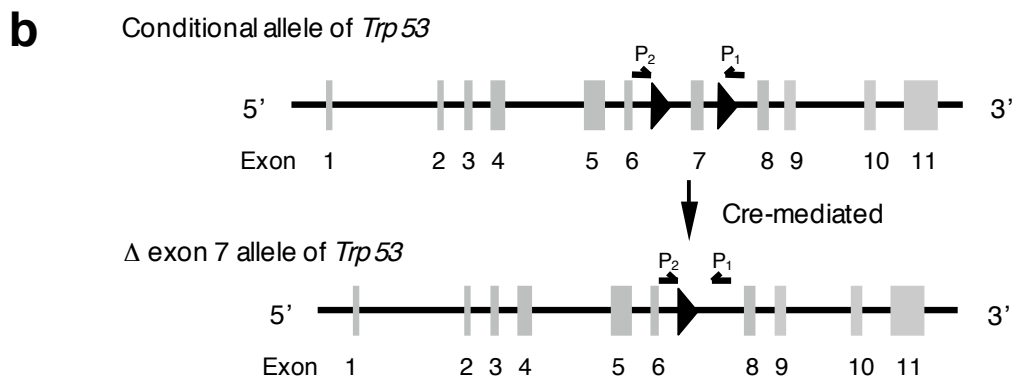 b
Conditional allele of Trp53
P2 P1
5’ 3’
Exon 1 2 3 4 5 6 7 8 9 10 11
Cre-mediated
Δ exon 7 allele of Trp53
P2 P1
5’ 3’
Exon 1 2 3 4 5 6 8 9 10 11